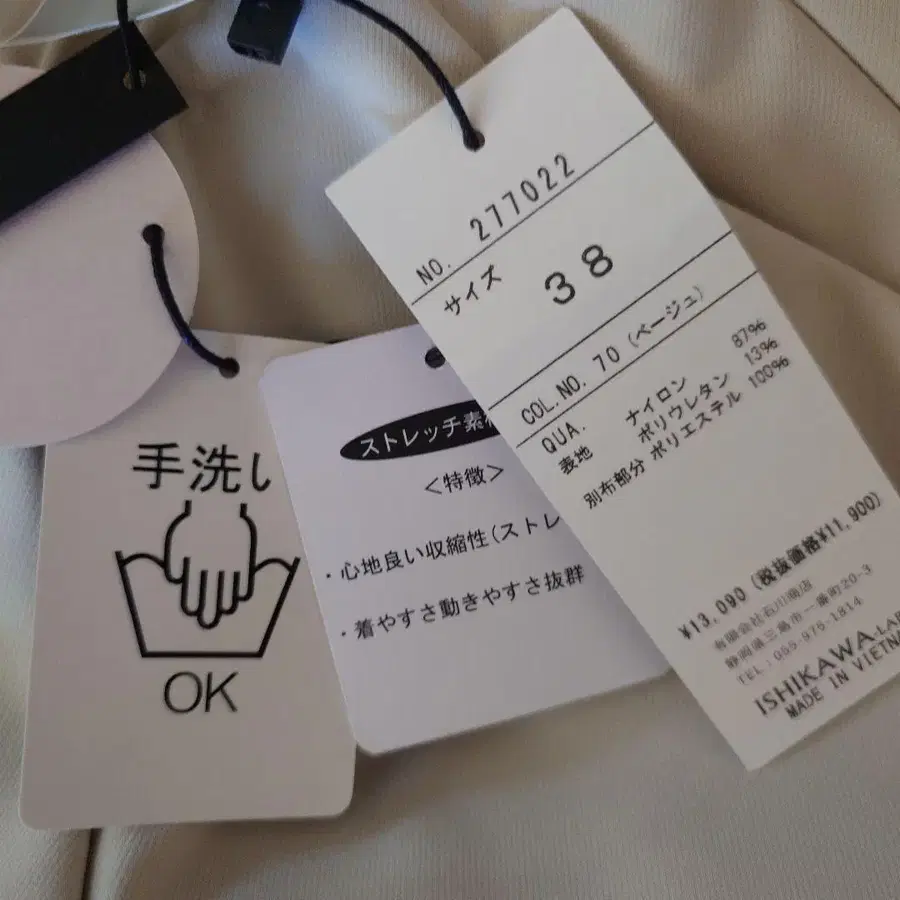 手洗い
OK
ストレッチ素材
<特徴>
・心地良い収縮性(ストレ
・着やすさ動きやすさ抜群
NO. 277022
サイズ 38
COL.NO. 70 (ベージュ)
QUA.
表地 ナイロン 87%
ポリウレタン 13%
別布部分 ポリエステル 100%
¥13,090 (税抜価格¥11,900)
有限会社石川商店
静岡県三島市一番町20-3
TEL:055-975-1814
ISHIKAWA-LAB
MADE IN VIETNA